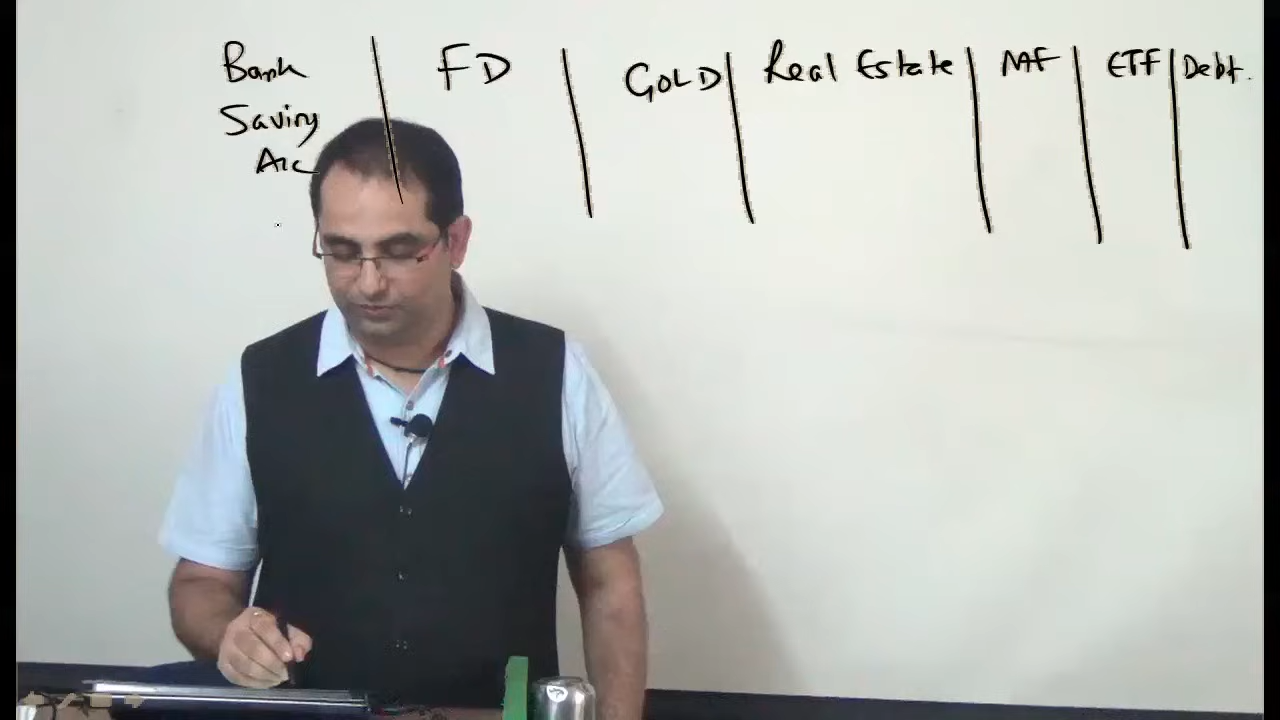 Bank
Saving
A/c
FD
GOLD
Real Estate
MF
ETF
Debt.